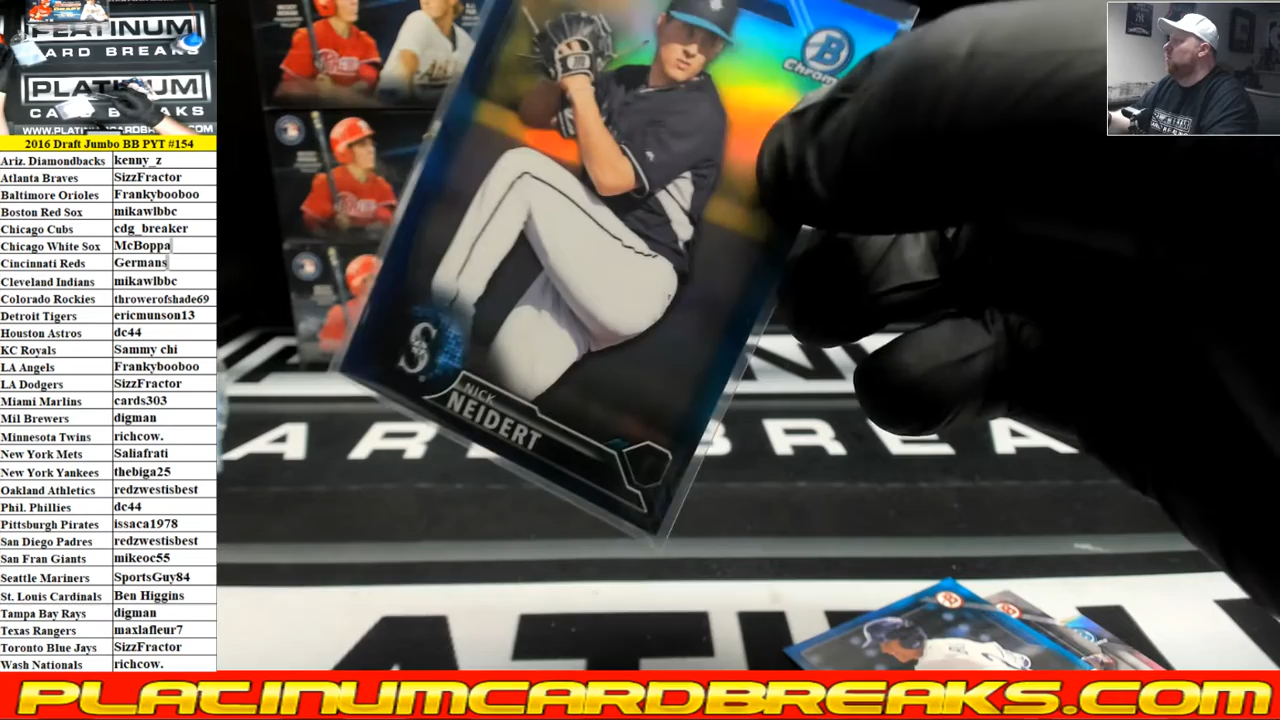 PLATINUM
CARD BREAKS
PLATINUM
CARD BREAKS
WWW.PLATINUMCARDBREAKS.COM
2016 Draft Jumbo BB PYT #154
Ariz. Diamondbacks kenny_z
Atlanta Braves SizzFractor
Baltimore Orioles Frankybooboo
Boston Red Sox mikawlbbc
Chicago Cubs cdg_breaker
Chicago White Sox McBoppa
Cincinnati Reds Germans
Cleveland Indians mikawlbbc
Colorado Rockies throwerofshade69
Detroit Tigers ericmunson13
Houston Astros dc44
KC Royals Sammy chi
LA Angels Frankybooboo
LA Dodgers SizzFractor
Miami Marlins cards303
Mil Brewers digman
Minnesota Twins richcow.
New York Mets Saliafrati
New York Yankees thebiga25
Oakland Athletics redzwestisbest
Phil. Phillies dc44
Pittsburgh Pirates issaca1978
San Diego Padres redzwestisbest
San Fran Giants mikeoc55
Seattle Mariners SportsGuy84
St. Louis Cardinals Ben Higgins
Tampa Bay Rays digman
Texas Rangers maxlafleur7
Toronto Blue Jays SizzFractor
Wash Nationals richcow.
B
Chrome
S
NICK
NEIDERT
CARD BREA
PLATINUM
PLATINUMCARDBREAKS.COM